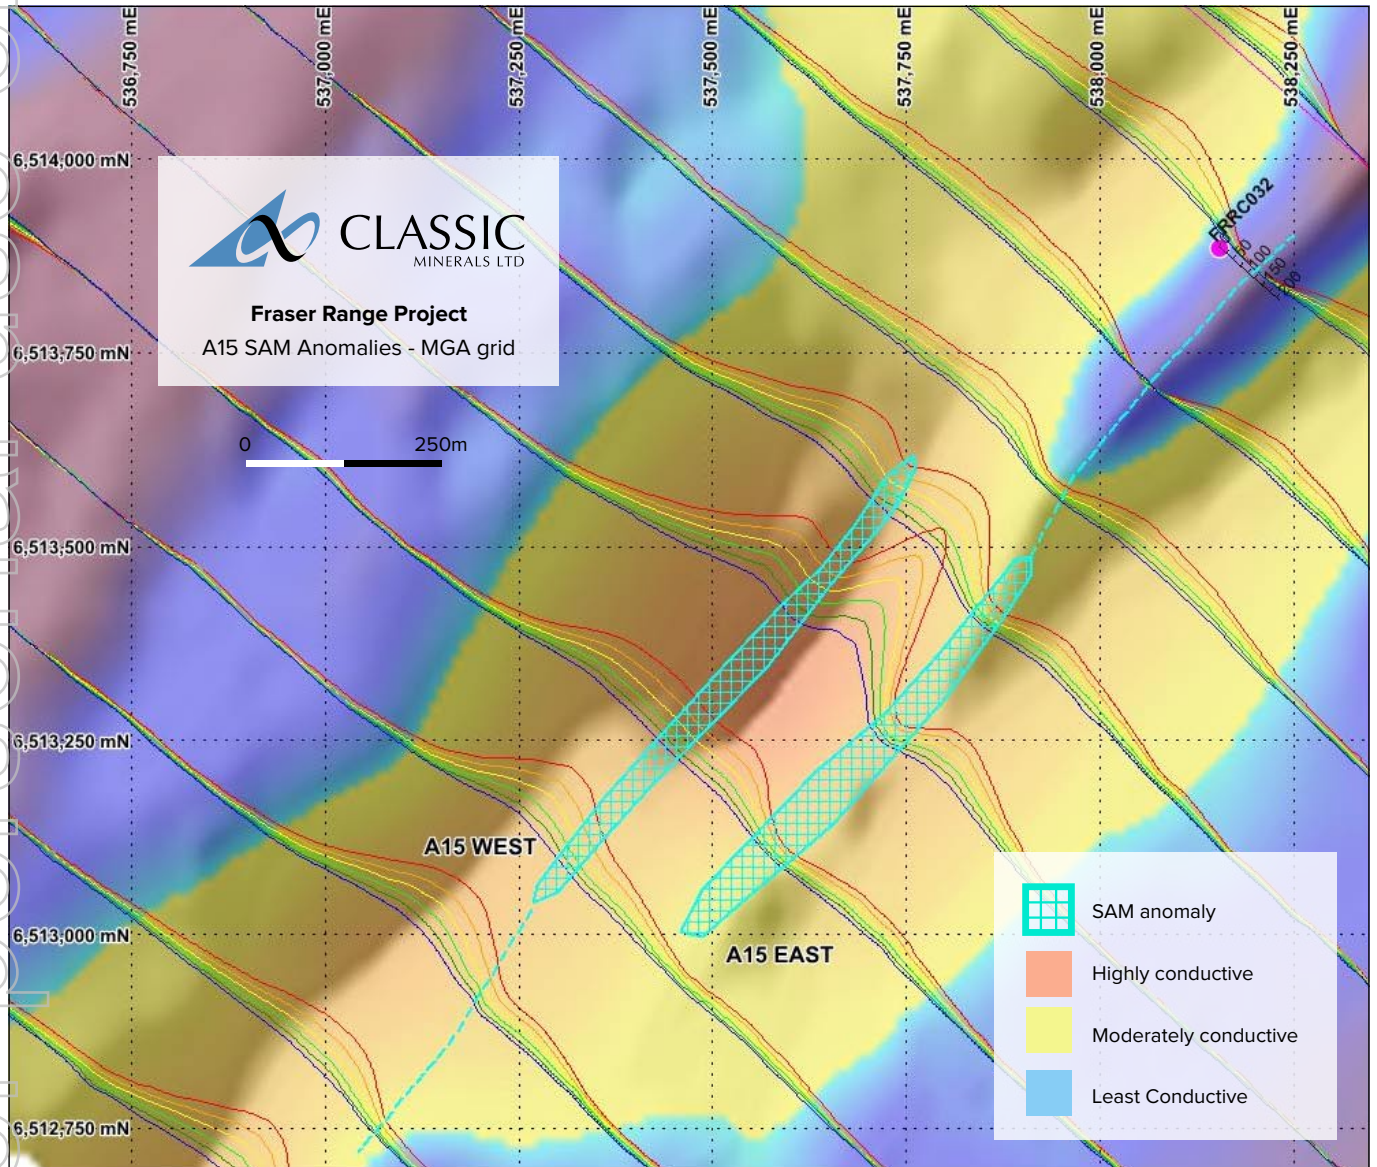 536,750 mE
537,000 mE
537,250 mE
537,500 mE
537,750 mE
538,000 mE
538,250 mE
6,514,000 mN
CLASSIC
MINERALS LTD
Fraser Range Project
A15 SAM Anomalies - MGA grid
FRRC032
50
100
150
200
6,513,750 mN
0 250m
6,513,500 mN
6,513,250 mN
A15 WEST
6,513,000 mN
A15 EAST
SAM anomaly
Highly conductive
Moderately conductive
Least Conductive
6,512,750 mN